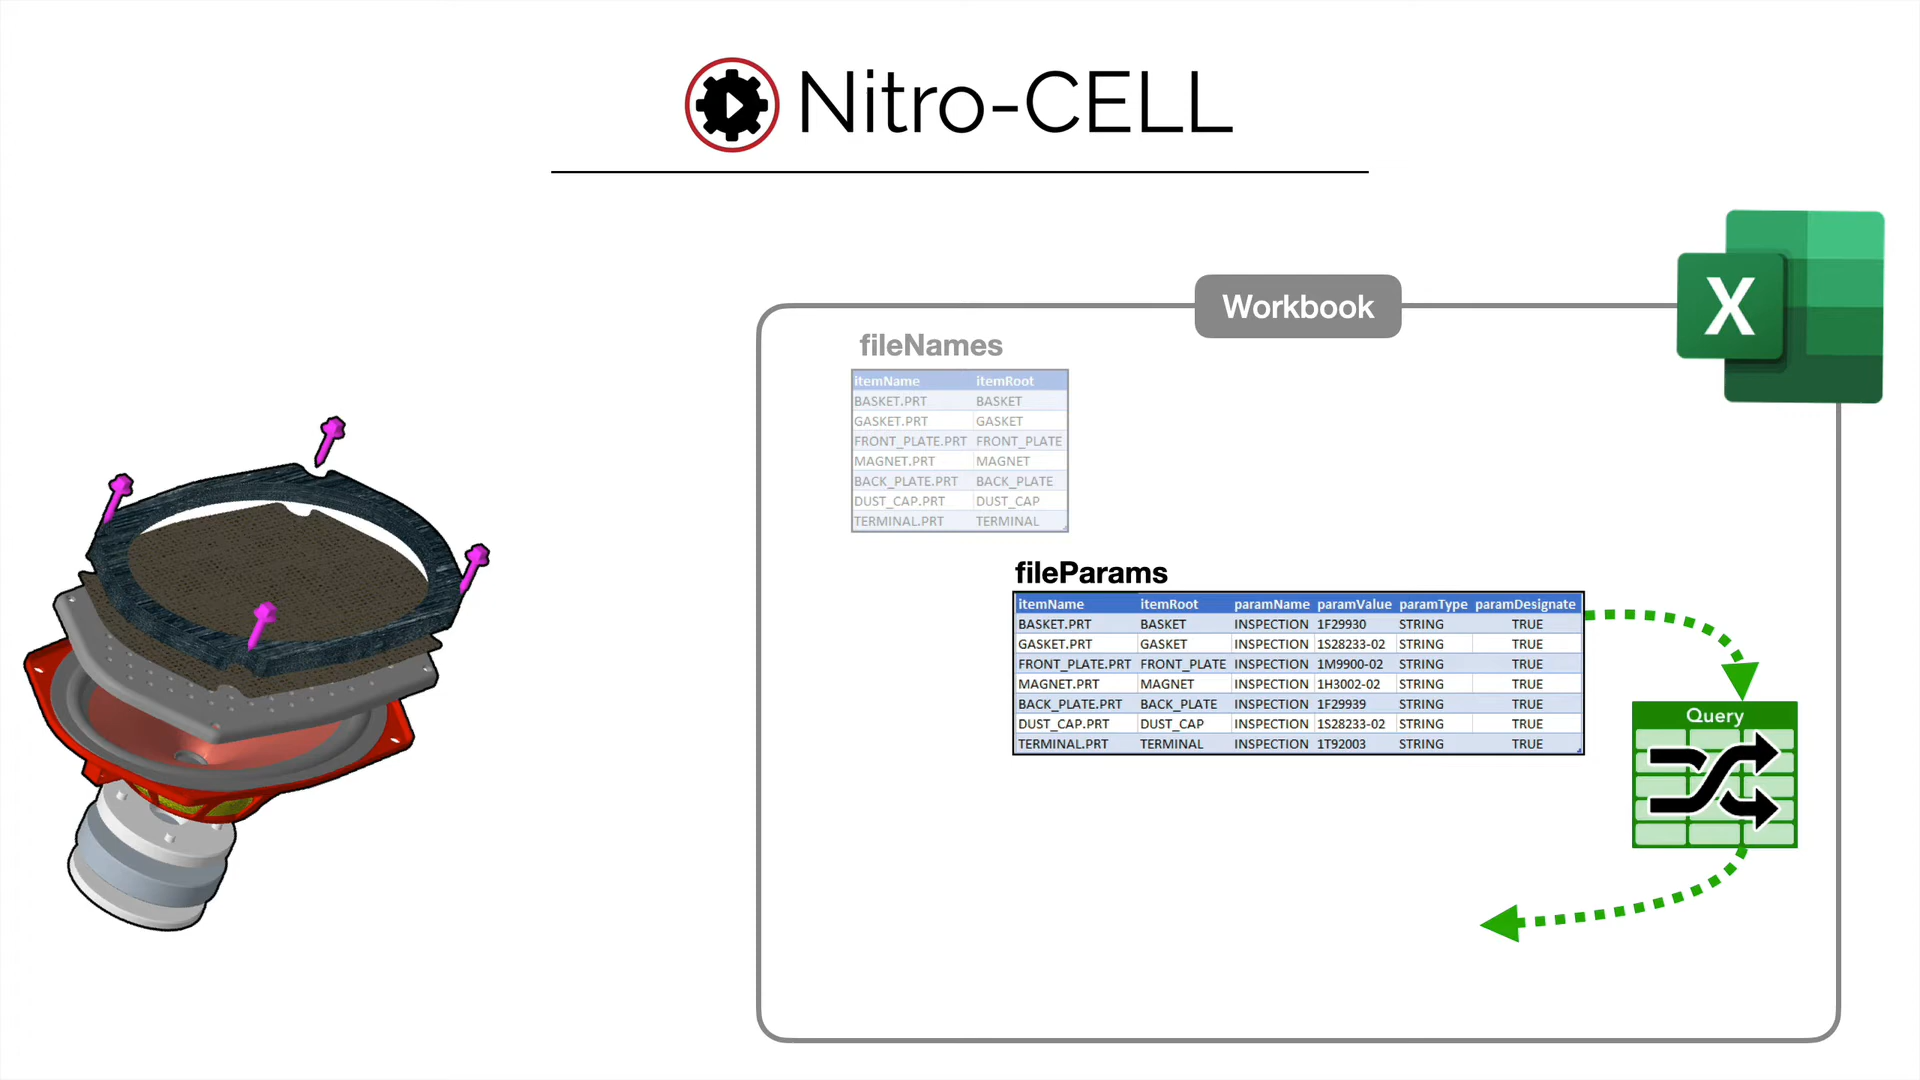 Nitro-CELL
Workbook
X
fileNames
itemName itemRoot
BASKET.PRT BASKET
GASKET.PRT GASKET
FRONT_PLATE.PRT FRONT_PLATE
MAGNET.PRT MAGNET
BACK_PLATE.PRT BACK_PLATE
DUST_CAP.PRT DUST_CAP
TERMINAL.PRT TERMINAL
fileParams
itemName itemRoot paramName paramValue paramType paramDesignate
BASKET.PRT BASKET INSPECTION 1F29930 STRING TRUE
GASKET.PRT GASKET INSPECTION 1S28233-02 STRING TRUE
FRONT_PLATE.PRT FRONT_PLATE INSPECTION 1M9900-02 STRING TRUE
MAGNET.PRT MAGNET INSPECTION 1H3002-02 STRING TRUE
BACK_PLATE.PRT BACK_PLATE INSPECTION 1F29939 STRING TRUE
DUST_CAP.PRT DUST_CAP INSPECTION 1S28233-02 STRING TRUE
TERMINAL.PRT TERMINAL INSPECTION 1T92003 STRING TRUE
Query